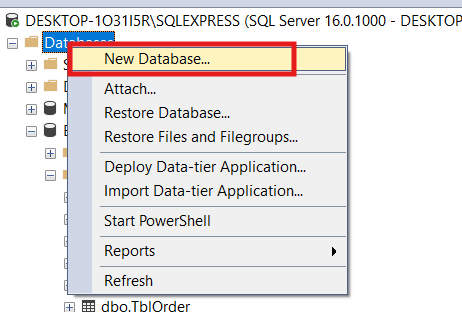 DESKTOP-1O31I5R\SQLEXPRESS (SQL Server 16.0.1000 - DESKTOP
Databases
New Database...
Attach...
Restore Database...
Restore Files and Filegroups...
Deploy Data-tier Application...
Import Data-tier Application...
Start PowerShell
Reports
Refresh
dbo.TblOrder